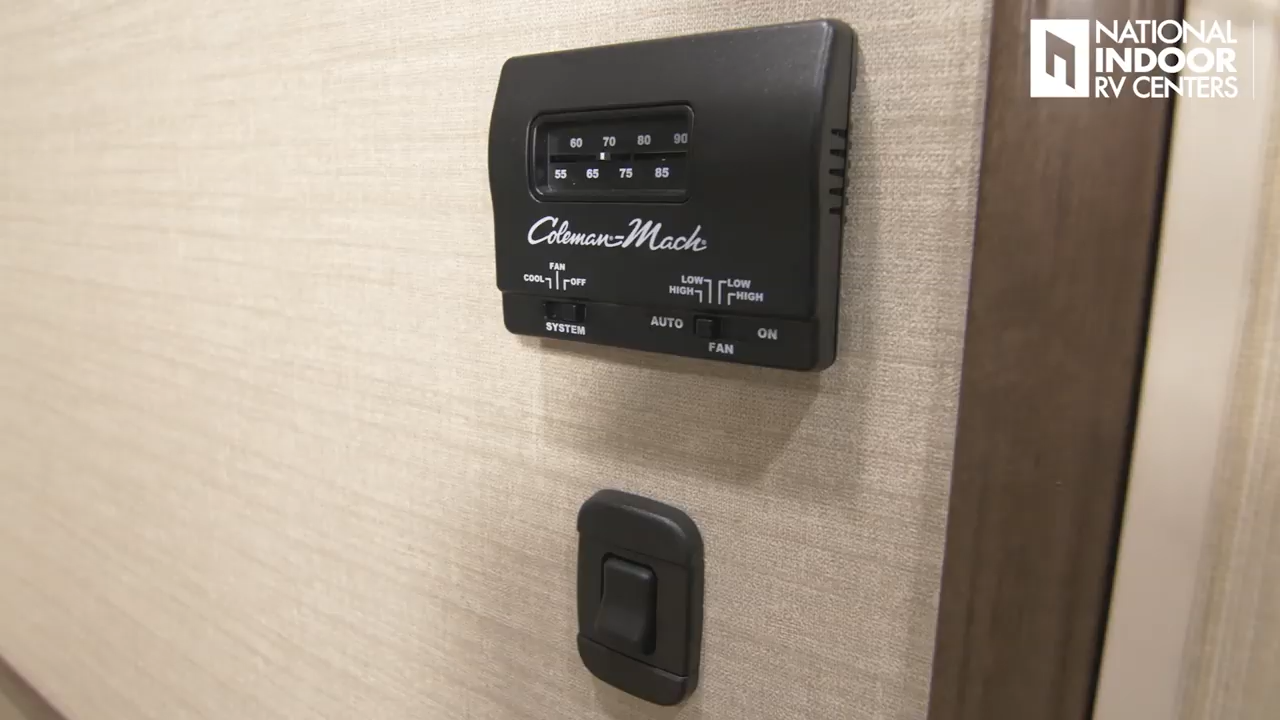 NATIONAL
INDOOR
RV CENTERS
60 70 80 90
55 65 75 85
Coleman-Mach
FAN
COOL OFF
SYSTEM
LOW LOW
HIGH HIGH
AUTO ON
FAN